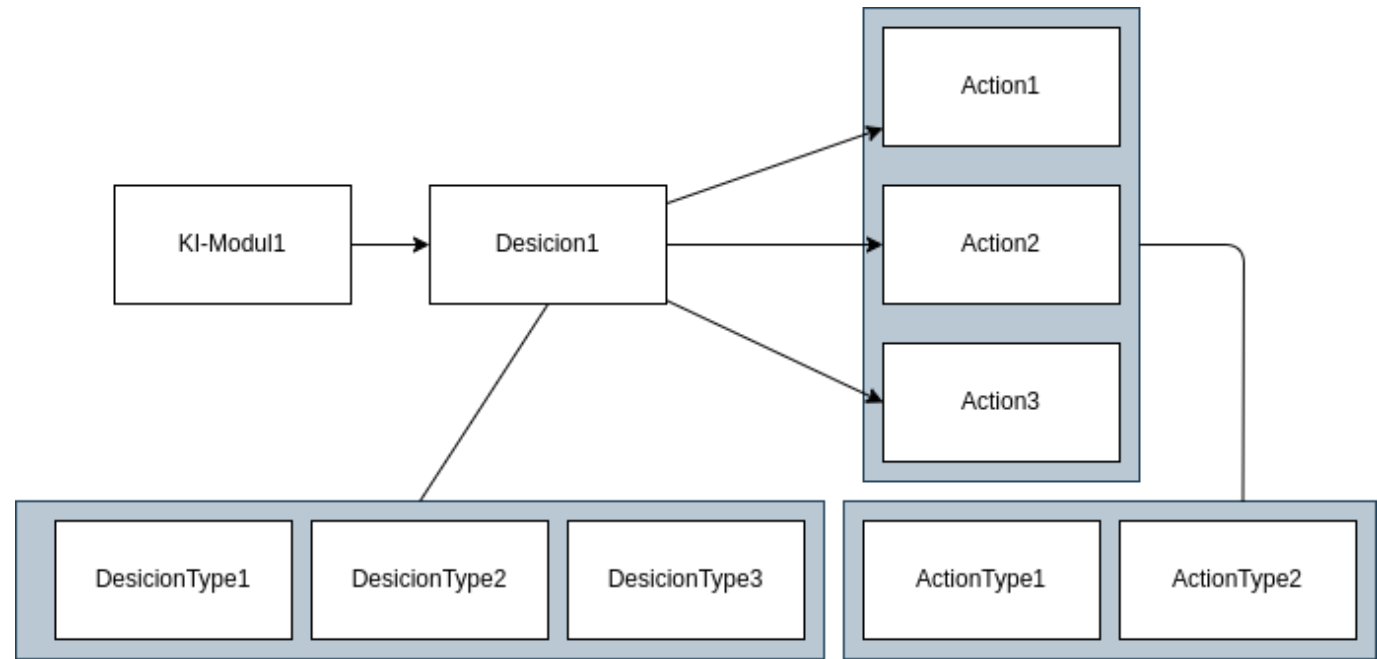 Action1
KI-Modul1
Desicion1
Action2
Action3
DesicionType1
DesicionType2
DesicionType3
ActionType1
ActionType2